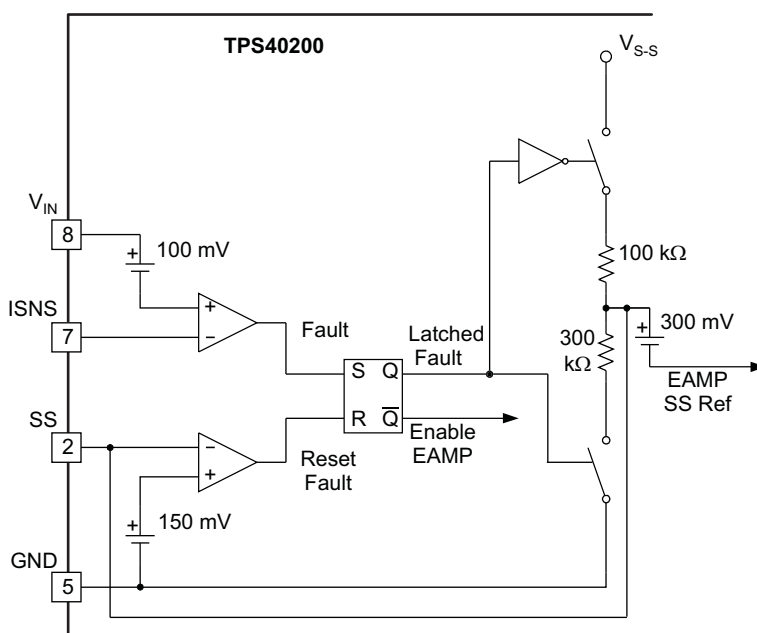 TPS40200
V_S-S
V_IN
8
+
100 mV
+
−
ISNS
7
Fault
Latched
Fault
100 kΩ
300
kΩ
+
300 mV
EAMP
SS Ref
S Q
R Q̅
Enable
EAMP
SS
2
−
+
Reset
Fault
+
150 mV
GND
5